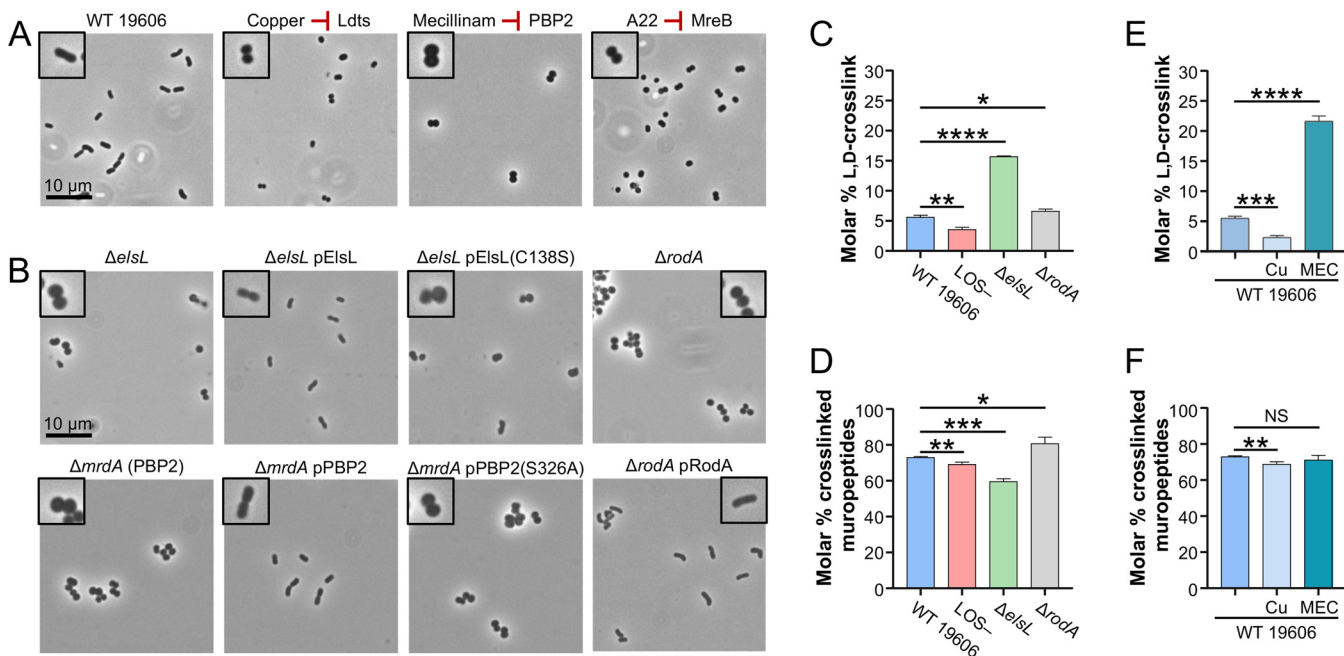 A
WT 19606
Copper ⊣ Ldts
Mecillinam ⊣ PBP2
A22 ⊣ MreB
10 µm
B
ΔelsL
ΔelsL pElsL
ΔelsL pElsL(C138S)
ΔrodA
10 µm
ΔmrdA (PBP2)
ΔmrdA pPBP2
ΔmrdA pPBP2(S326A)
ΔrodA pRodA
C
Molar % L,D-crosslink
30
25
20
15
10
5
0
*
****
**
WT 19606
LOS–
ΔelsL
ΔrodA
D
Molar % crosslinked
muropeptides
100
80
60
40
20
0
*
***
**
WT 19606
LOS–
ΔelsL
ΔrodA
E
Molar % L,D-crosslink
30
25
20
15
10
5
0
****
***
Cu
MEC
WT 19606
F
Molar % crosslinked
muropeptides
100
80
60
40
20
0
NS
**
Cu
MEC
WT 19606